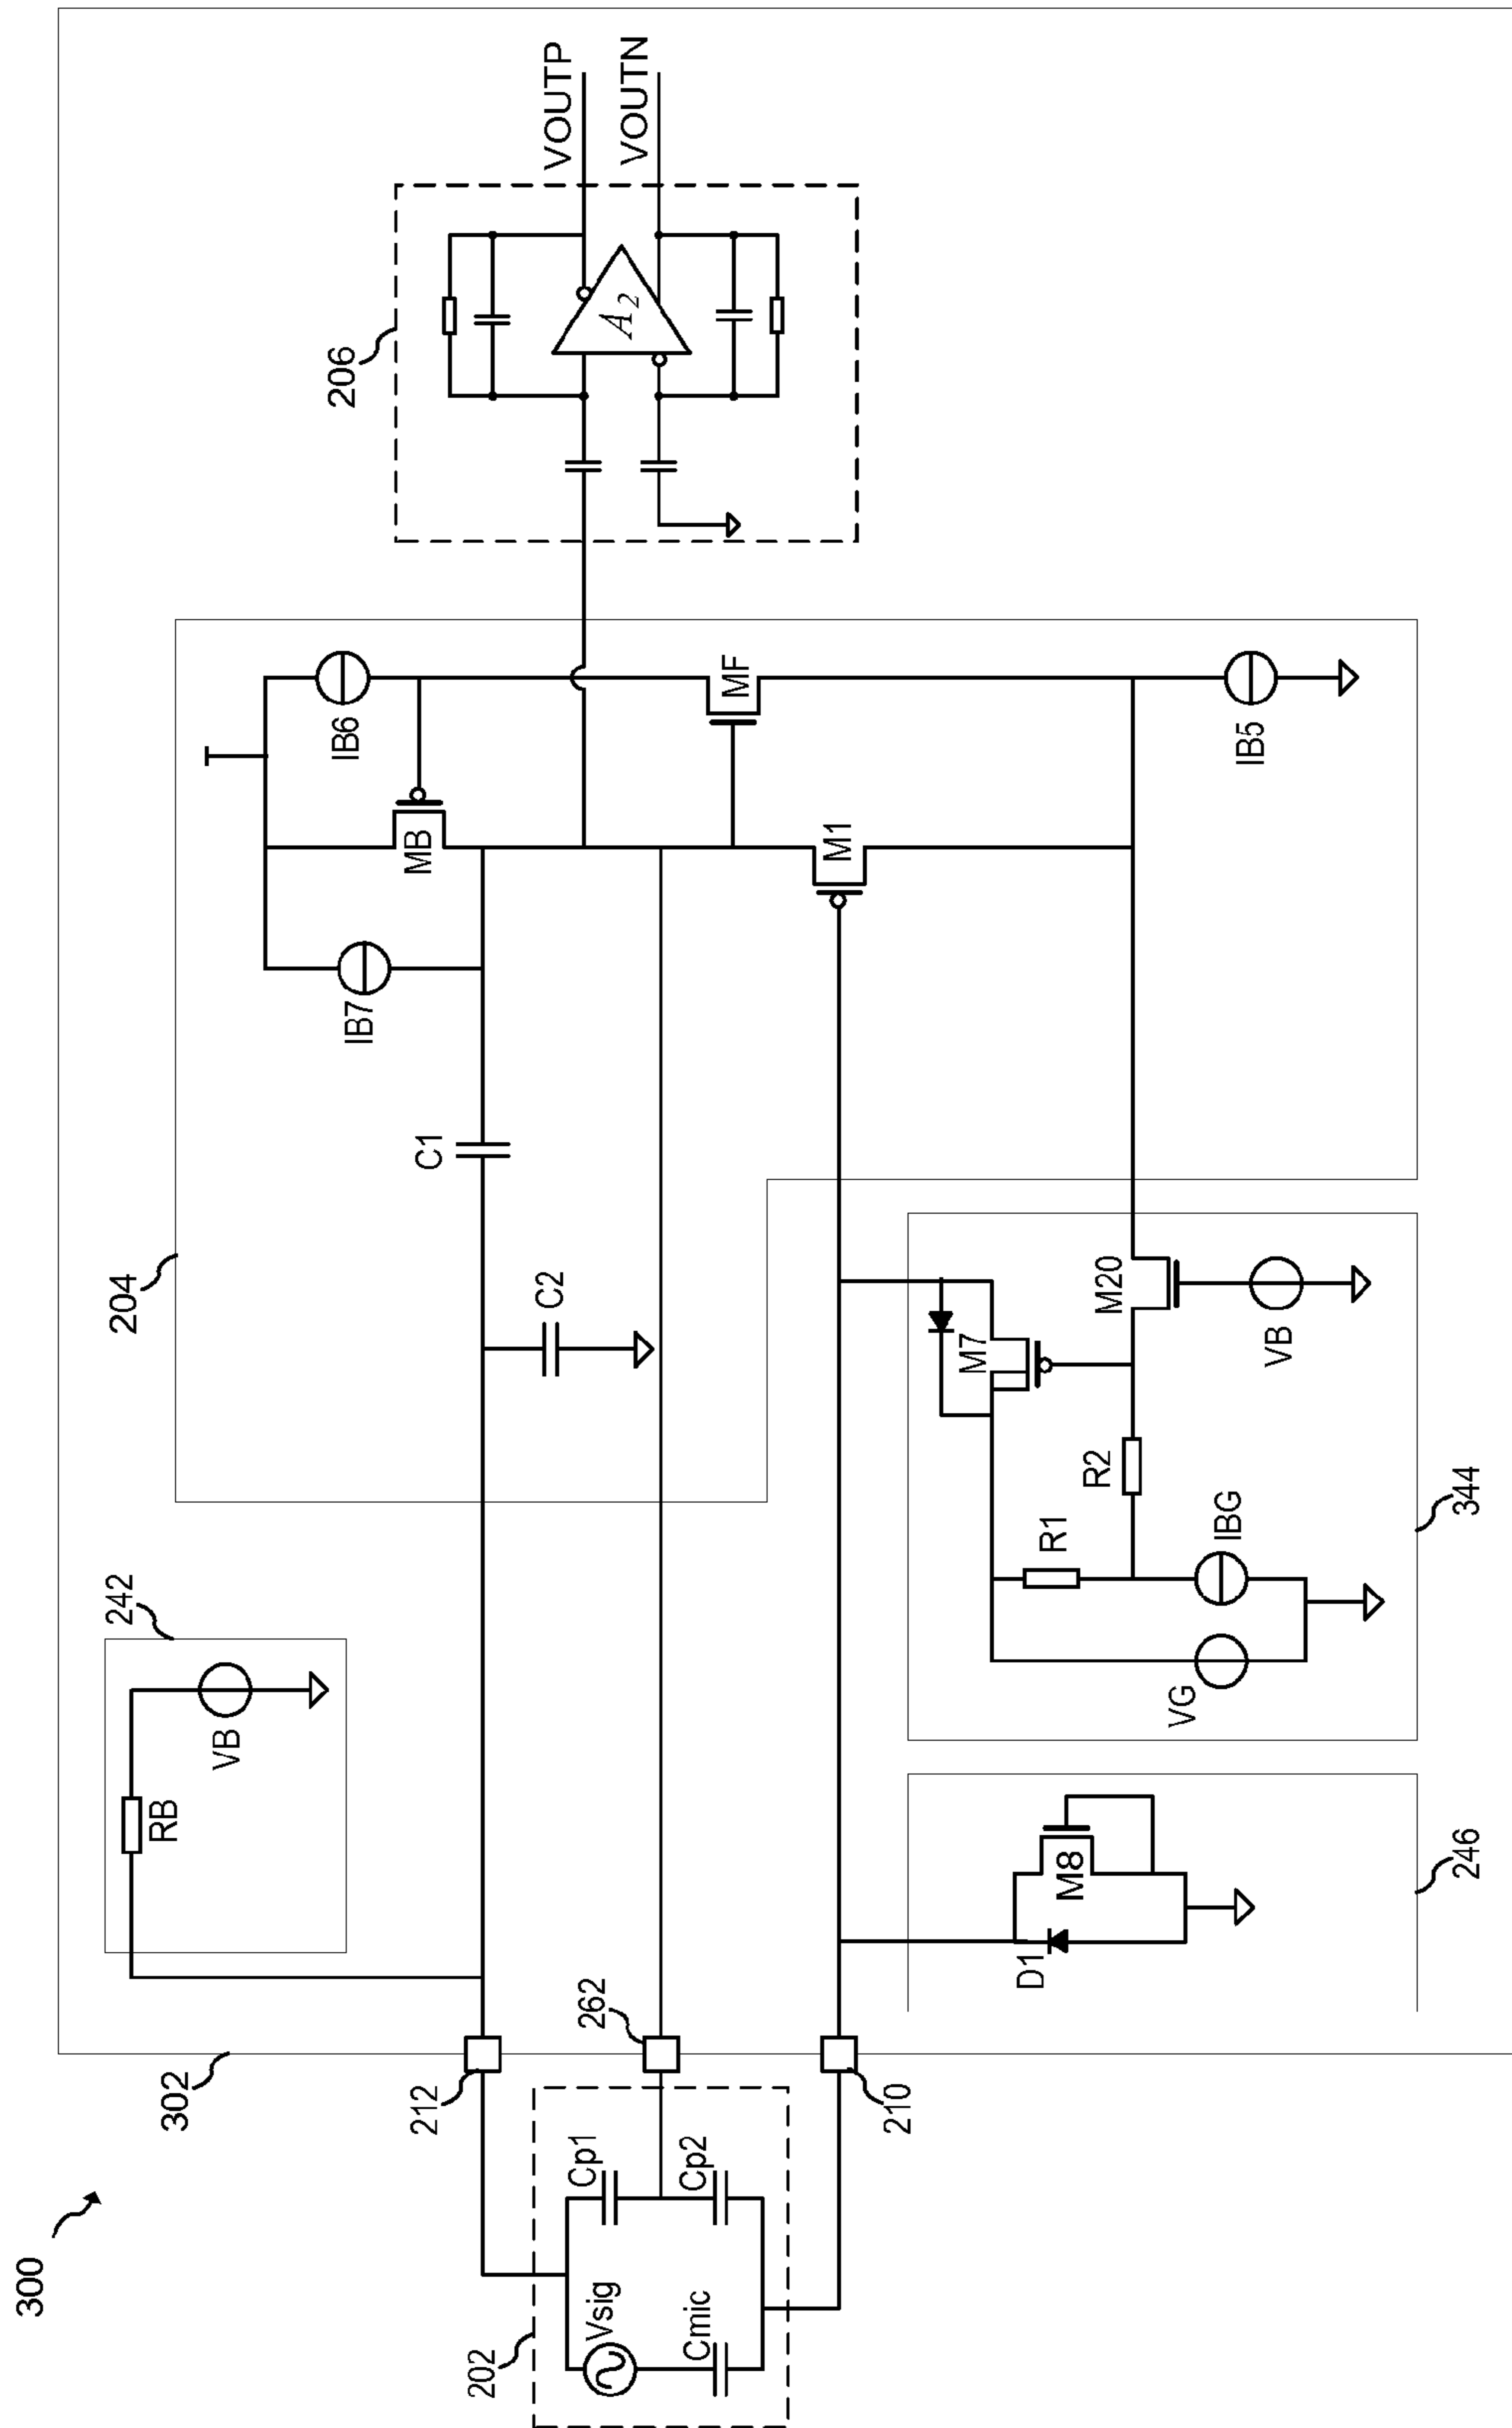 300
302
202
Vsig
Cmic
Cp1
Cp2
212
262
210
242
RB
VB
204
C2
C1
IB7
IB6
MB
MF
M1
IB5
206
A2
VOUTP
VOUTN
246
D1
M8
344
VG
R1
IBG
R2
M7
M20
VB